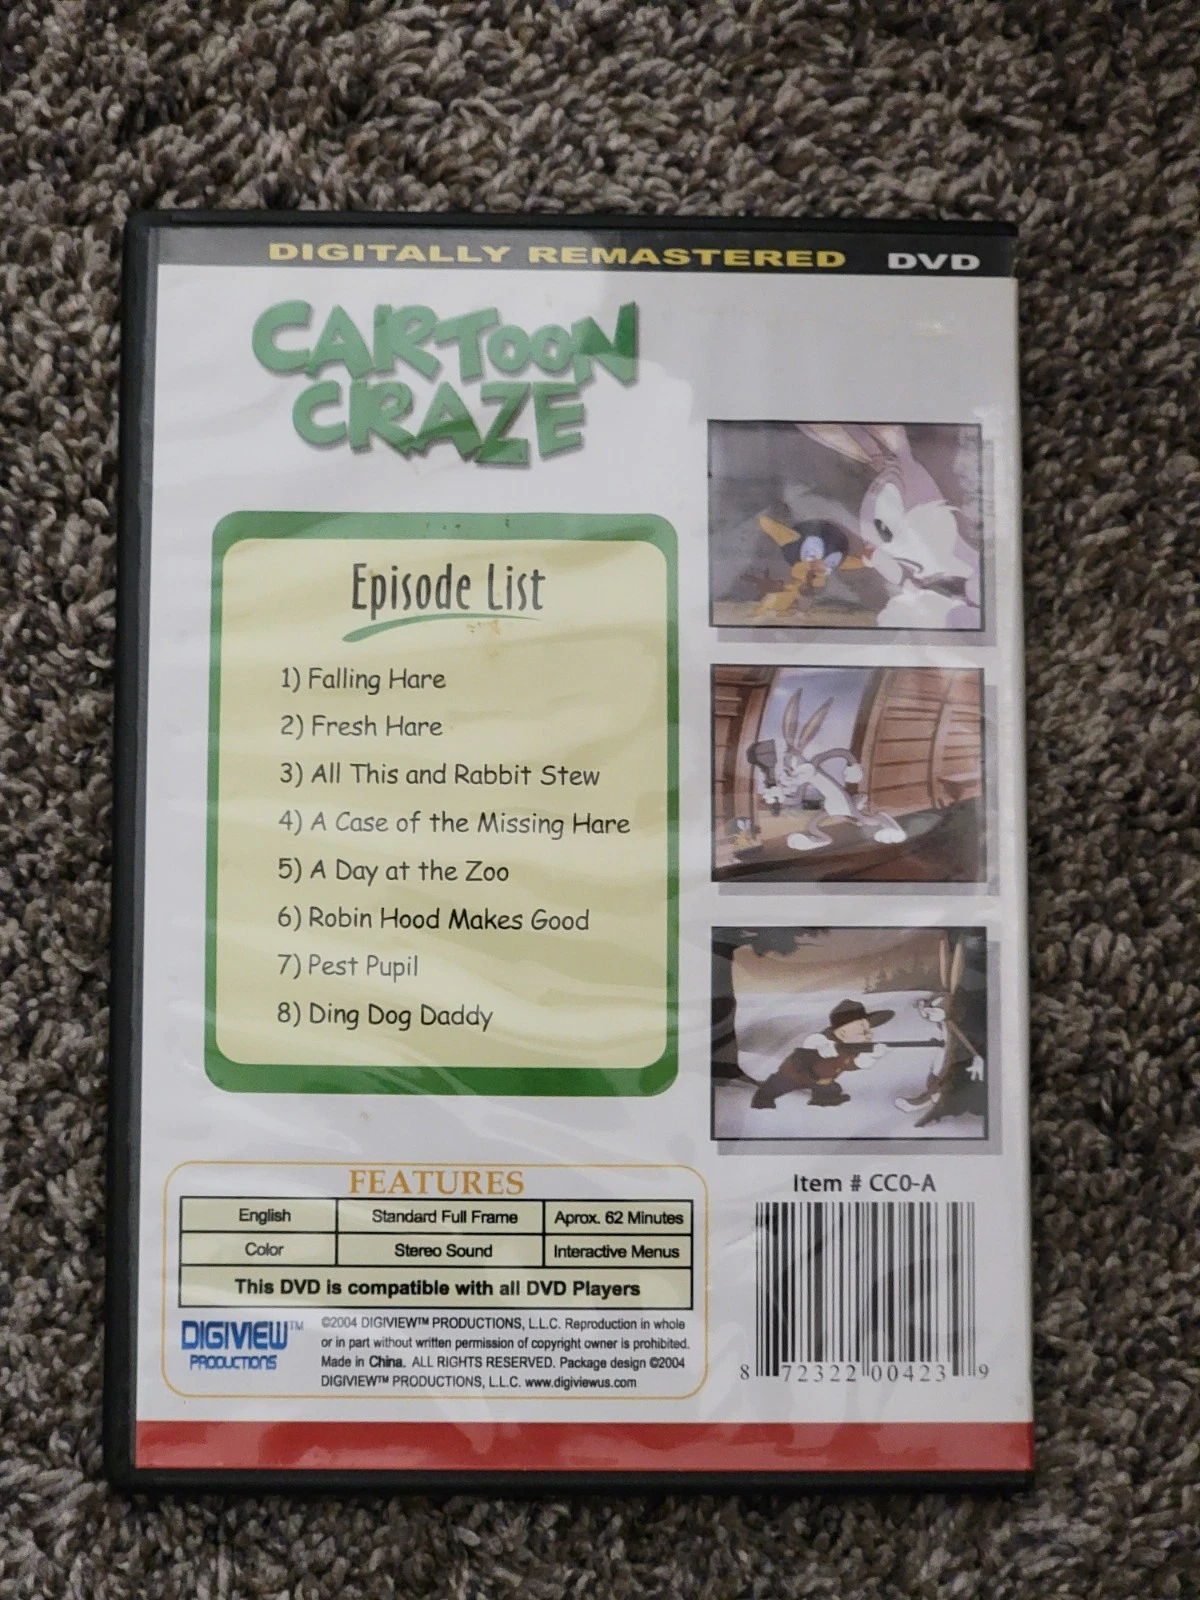 DIGITALLY REMASTERED DVD
CARTOON
CRAZE
Episode List
1) Falling Hare
2) Fresh Hare
3) All This and Rabbit Stew
4) A Case of the Missing Hare
5) A Day at the Zoo
6) Robin Hood Makes Good
7) Pest Pupil
8) Ding Dog Daddy
FEATURES
English Standard Full Frame Aprox. 62 Minutes
Color Stereo Sound Interactive Menus
This DVD is compatible with all DVD Players
DIGIVIEW™
PRODUCTIONS
©2004 DIGIVIEW™ PRODUCTIONS, L.L.C. Reproduction in whole
or in part without written permission of copyright owner is prohibited.
Made in China. ALL RIGHTS RESERVED. Package design ©2004
DIGIVIEW™ PRODUCTIONS, L.L.C. www.digiviewus.com
Item # CC0-A
8 72322 00423 9